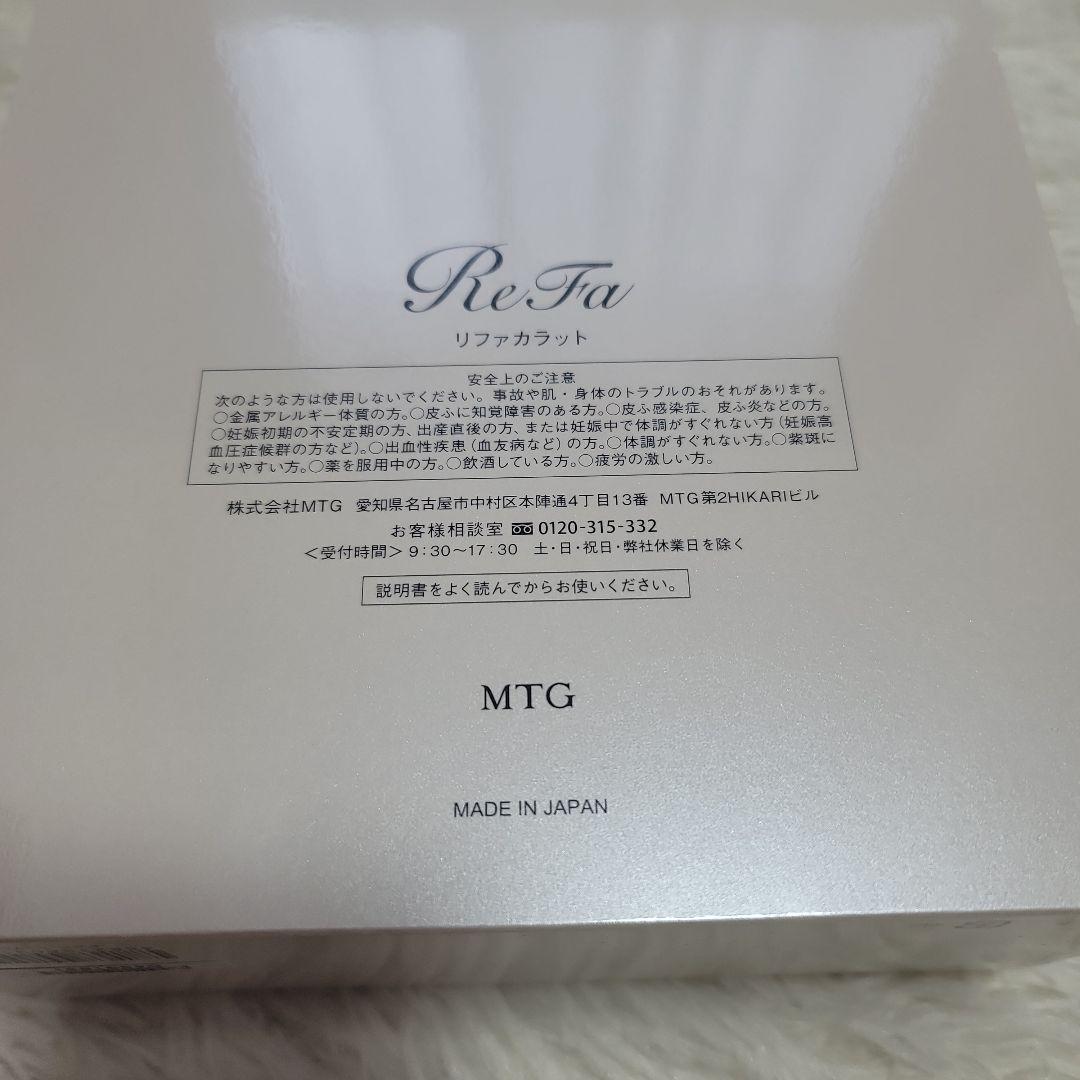 ReFa
リファカラット
安全上のご注意
次のような方は使用しないでください。事故や肌・身体のトラブルのおそれがあります。
○金属アレルギー体質の方。○皮ふに知覚障害のある方。○皮ふ感染症、皮ふ炎などの方。
○妊娠初期の不安定期の方、出産直後の方、または妊娠中で体調がすぐれない方（妊娠高
血圧症候群の方など）。○出血性疾患（血友病など）の方。○体調がすぐれない方。○紫斑に
なりやすい方。○薬を服用中の方。○飲酒している方。○疲労の激しい方。
株式会社MTG 愛知県名古屋市中村区本陣通4丁目13番 MTG第2HIKARIビル
お客様相談室 0120-315-332
＜受付時間＞9：30～17：30 土・日・祝日・弊社休業日を除く
説明書をよく読んでからお使いください。
MTG
MADE IN JAPAN